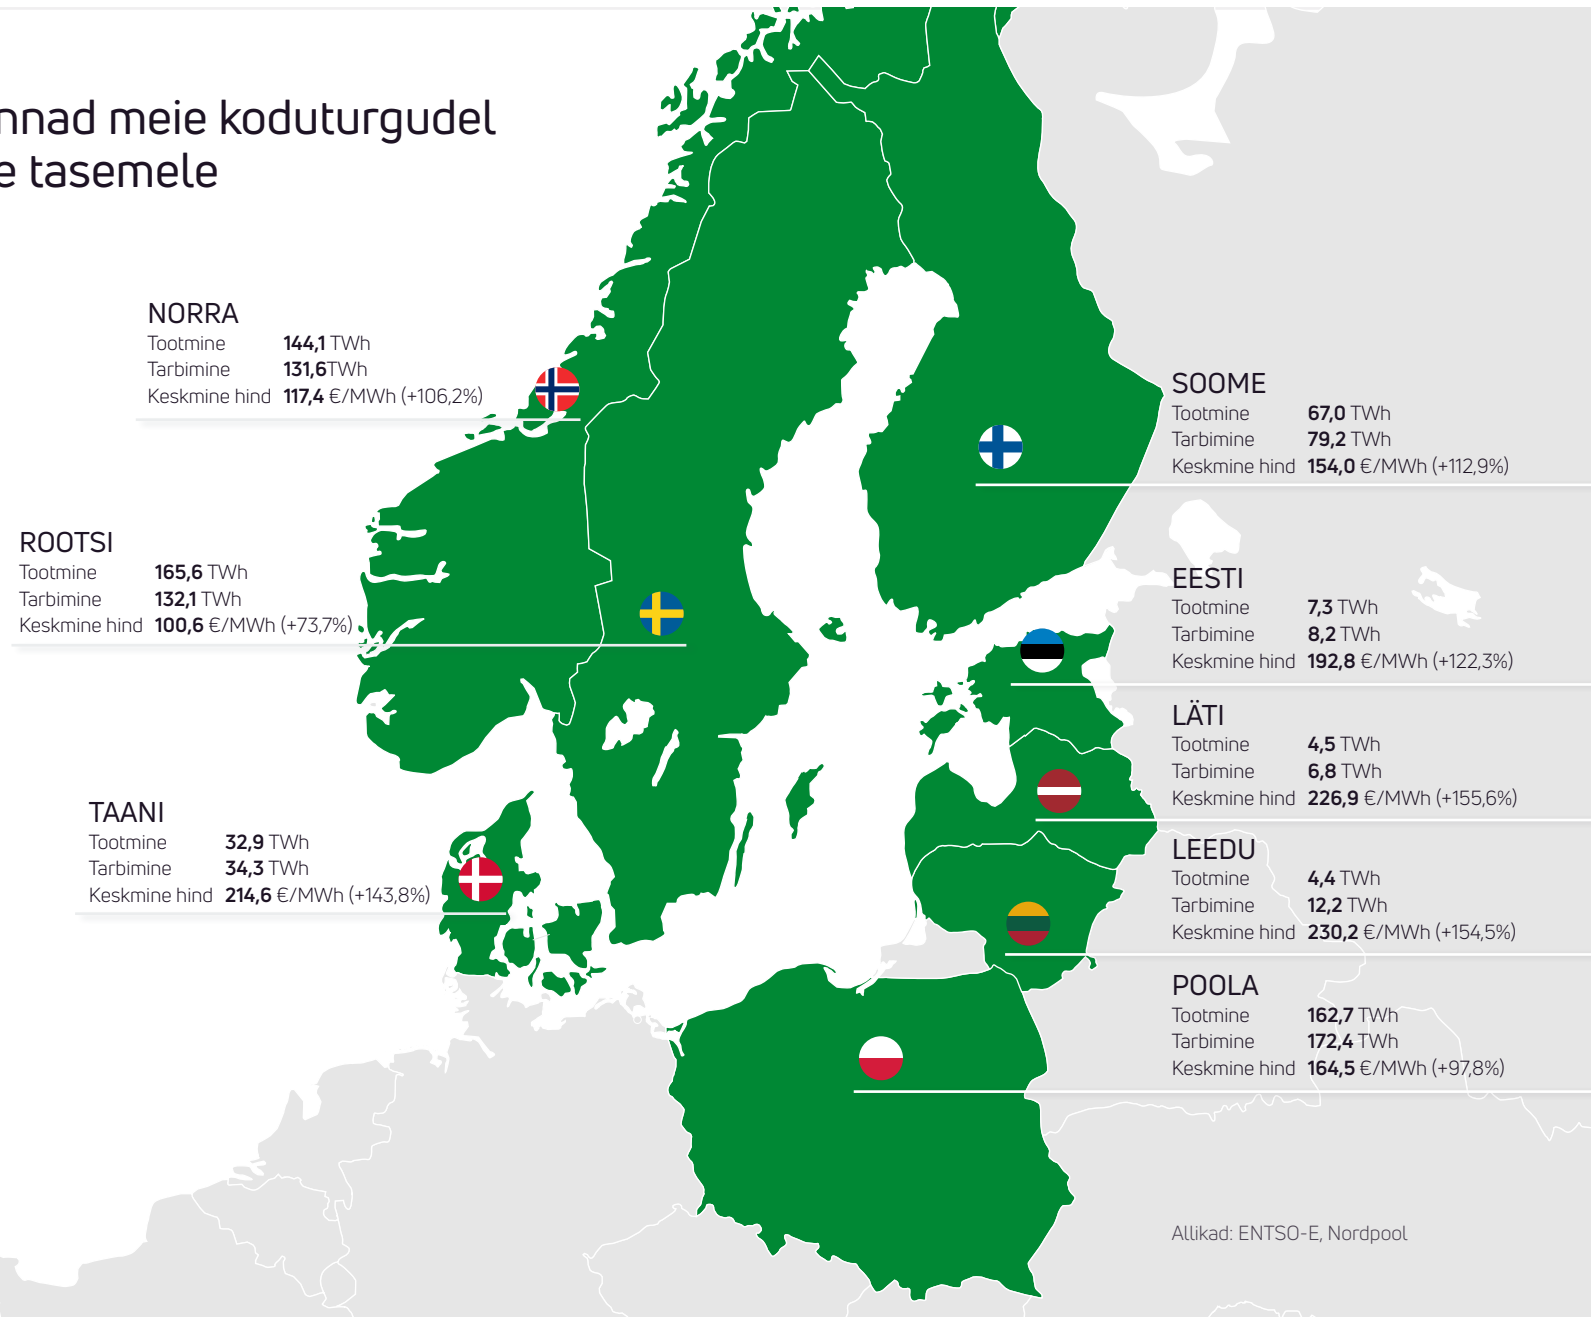 nnad meie koduturgudel
e tasemele
NORRA
Tootmine 144,1 TWh
Tarbimine 131,6TWh
Keskmine hind 117,4 €/MWh (+106,2%)
ROOTSI
Tootmine 165,6 TWh
Tarbimine 132,1 TWh
Keskmine hind 100,6 €/MWh (+73,7%)
TAANI
Tootmine 32,9 TWh
Tarbimine 34,3 TWh
Keskmine hind 214,6 €/MWh (+143,8%)
SOOME
Tootmine 67,0 TWh
Tarbimine 79,2 TWh
Keskmine hind 154,0 €/MWh (+112,9%)
EESTI
Tootmine 7,3 TWh
Tarbimine 8,2 TWh
Keskmine hind 192,8 €/MWh (+122,3%)
LÄTI
Tootmine 4,5 TWh
Tarbimine 6,8 TWh
Keskmine hind 226,9 €/MWh (+155,6%)
LEEDU
Tootmine 4,4 TWh
Tarbimine 12,2 TWh
Keskmine hind 230,2 €/MWh (+154,5%)
POOLA
Tootmine 162,7 TWh
Tarbimine 172,4 TWh
Keskmine hind 164,5 €/MWh (+97,8%)
Allikad: ENTSO-E, Nordpool